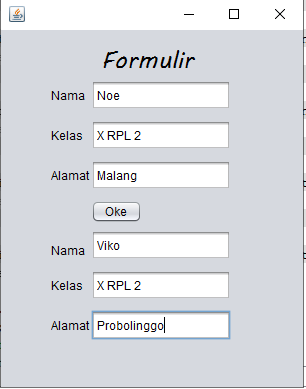 Formulir
Nama Noe
Kelas X RPL 2
Alamat Malang
Oke
Nama Viko
Kelas X RPL 2
Alamat Probolinggo